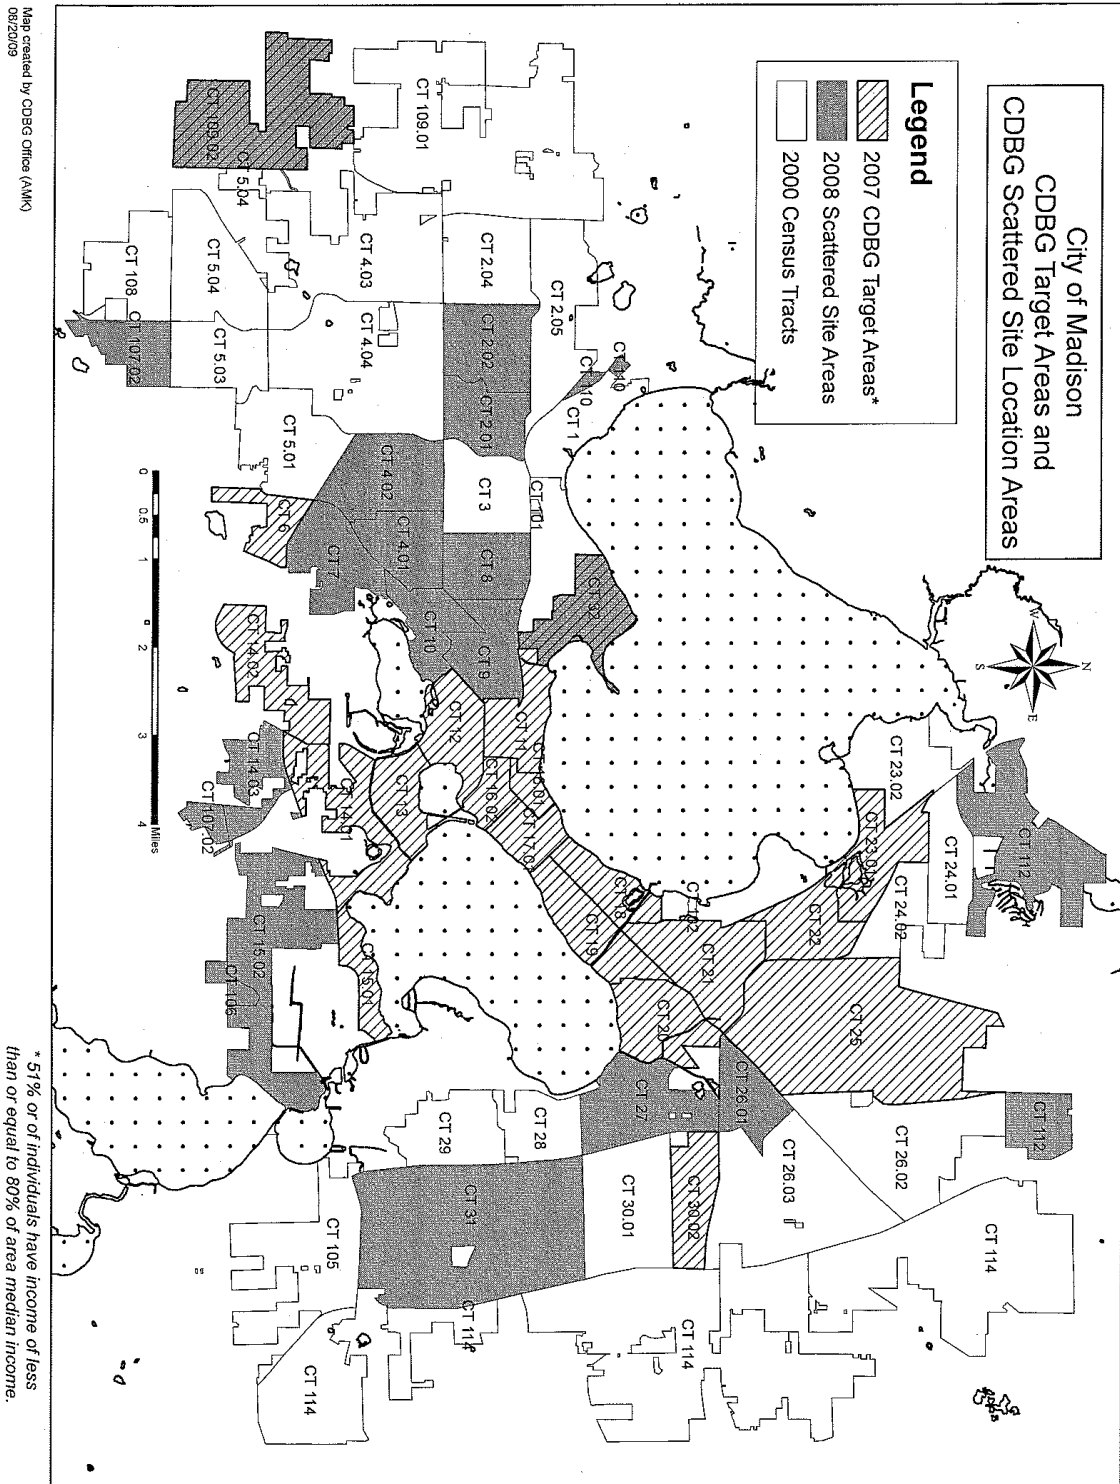 City of Madison
CDBG Target Areas and
CDBG Scattered Site Location Areas
Legend
2007 CDBG Target Areas*
2008 Scattered Site Areas
2000 Census Tracts
N
W
E
S
CT 112
CT 112
CT 114
CT 24.01
CT 23.02
CT 24.02
CT 26.02
CT 23.01
CT 25
CT 22
CT 26.03
CT 26.01
CT 21
CT 102
CT 30.02
CT 114
CT 20
CT 27
CT 30.01
CT 18
CT 19
CT 110
CT 110
CT 1
CT 2.05
CT 32
CT 101
CT 11
CT 16.01
CT 17.01
CT 16.02
CT 28
CT 2.04
CT 2.02
CT 2.01
CT 3
CT 8
CT 9
CT 12
CT 29
CT 31
CT 114
CT 109.01
CT 10
CT 13
CT 4.03
CT 4.04
CT 4.02
CT 4.01
CT 15.01
CT 14.01
CT 7
CT 105
CT 114
CT 5.01
CT 6
CT 14.02
CT 14.03
CT 15.02
CT 106
CT 5.04
CT 109.02
CT 5.04
CT 5.03
CT 107.02
CT 108
CT 107.02
0 0.5 1 2 3 4
Miles
* 51% or of individuals have income of less
than or equal to 80% of area median income.
Map created by CDBG Office (AMK)
08/20/09